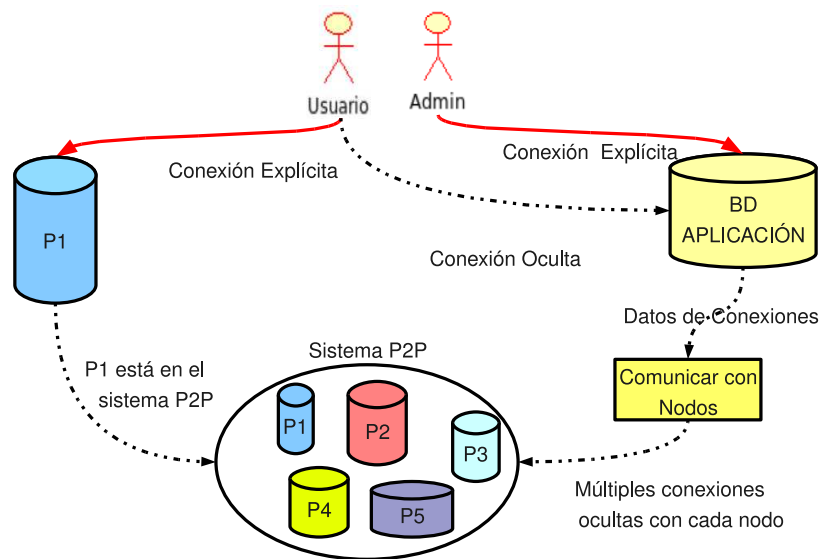 Usuario
Admin
Conexión Explícita
Conexión Explícita
P1
BD
APLICACIÓN
Conexión Oculta
Datos de Conexiones
Sistema P2P
P1 está en el
sistema P2P
Comunicar con
Nodos
P1
P2
P3
P4
P5
Múltiples conexiones
ocultas con cada nodo